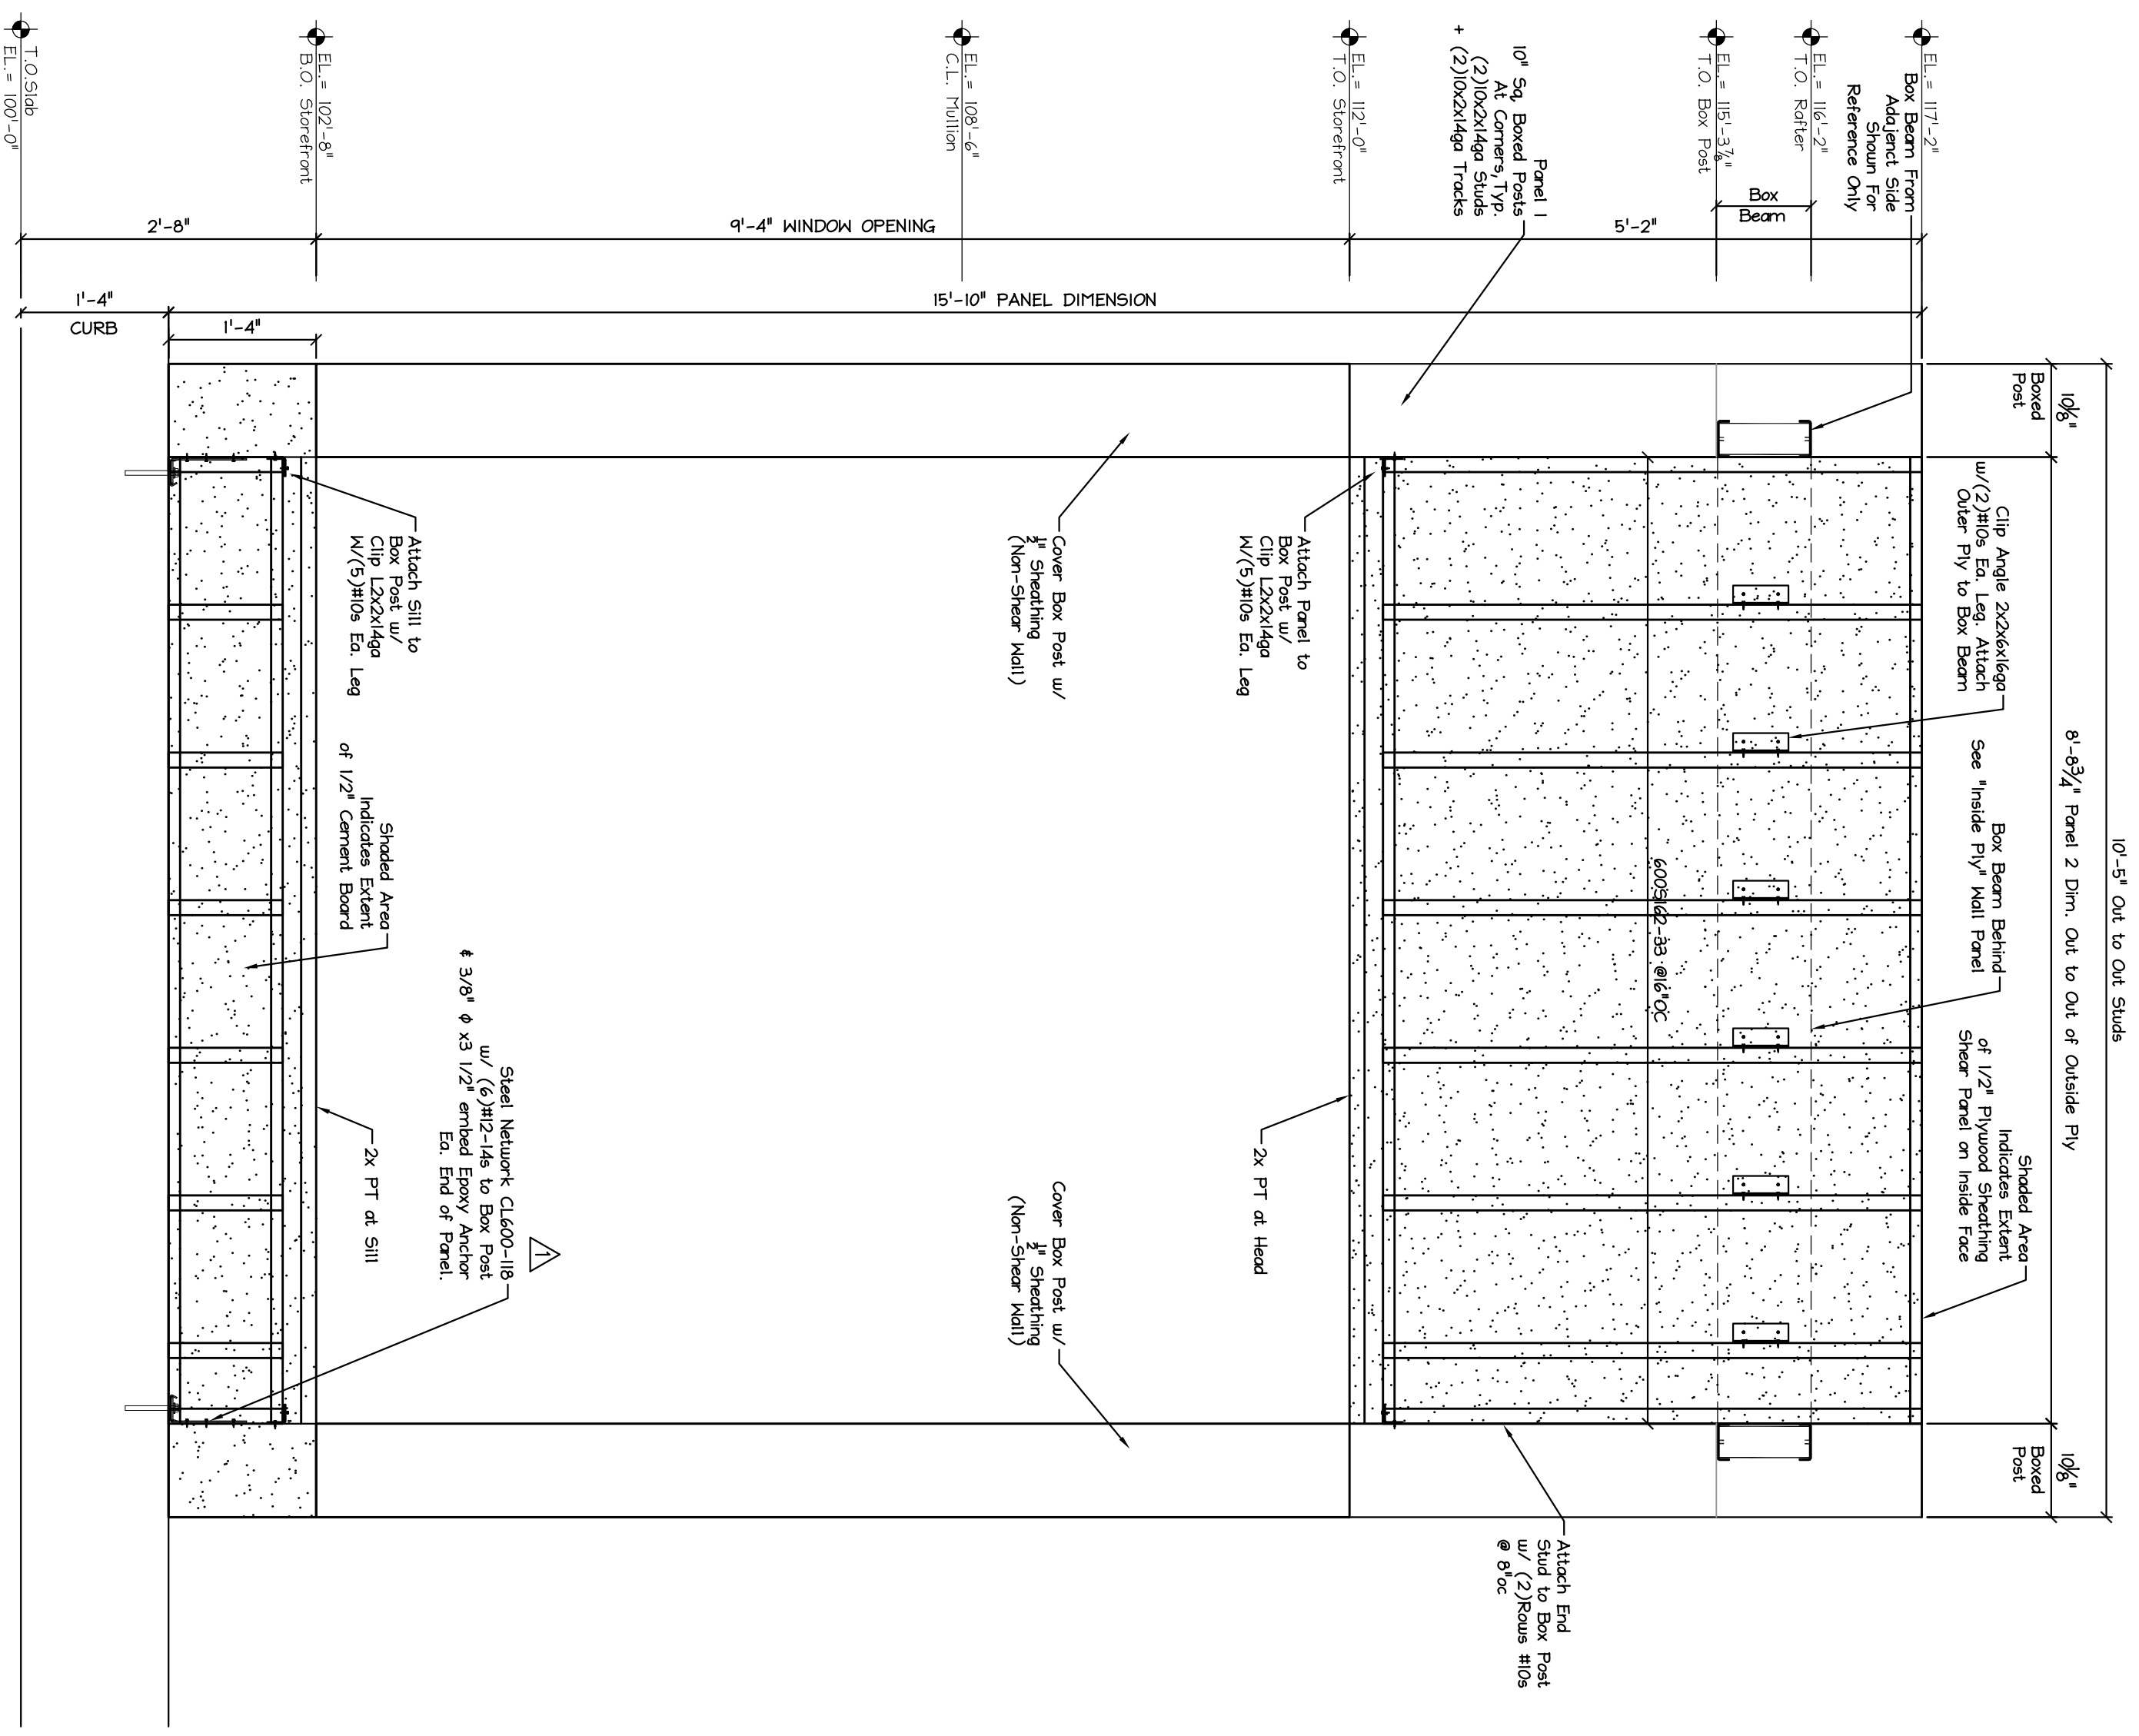 10'-5" Out to Out Studs
10⅛"
Boxed
Post
8'-8¾" Panel 2 Dim. Out to Out of Outside Ply
10⅛"
Boxed
Post
EL.= 117'-2"
Box Beam From
Adajenct Side
Shown For
Reference Only
EL.= 116'-2"
T.O. Rafter
EL.= 115'-3⅞"
T.O. Box Post
Box
Beam
Clip Angle 2x2x6x16ga
w/(2)#10s Ea. Leg. Attach
Outer Ply to Box Beam
Box Beam Behind
See "Inside Ply" Wall Panel
Shaded Area
Indicates Extent
of 1/2" Plywood Sheathing
Shear Panel on Inside Face
5'-2"
600S162-33 @16"OC
Panel 1
10" Sq. Boxed Posts
At Corners,Typ.
(2)10x2x14ga Studs
+ (2)10x2x14ga Tracks
Attach End
Stud to Box Post
w/ (2)Rows #10s
@ 8"oc
EL.= 112'-0"
T.O. Storefront
Attach Panel to
Box Post w/
Clip L2x2x14ga
W/(5)#10s Ea. Leg
2x PT at Head
15'-10" PANEL DIMENSION
9'-4" WINDOW OPENING
EL.= 108'-6"
C.L. Mullion
Cover Box Post w/
½" Sheathing
(Non-Shear Wall)
Cover Box Post w/
½" Sheathing
(Non-Shear Wall)
Attach Sill to
Box Post w/
Clip L2x2x14ga
W/(5)#10s Ea. Leg
Shaded Area
Indicates Extent
of 1/2" Cement Board
1
Steel Network CL600-118
w/ (6)#12-14s to Box Post
& 3/8" ϕ x3 1/2" embed Epoxy Anchor
Ea. End of Panel.
2x PT at Sill
EL.= 102'-8"
B.O. Storefront
2'-8"
1'-4"
1'-4"
CURB
T.O.Slab
EL.= 100'-0"